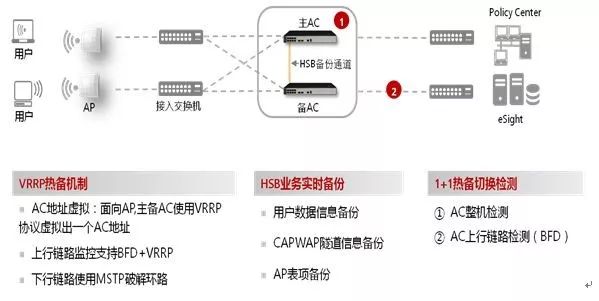 主AC
1
Policy Center
用户
HSB备份通道
用户
AP
接入交换机
备AC
2
eSight
VRRP热备机制
AC地址虚拟：面向AP,主备AC使用VRRP
协议虚拟出一个AC地址
上行链路监控支持BFD+VRRP
下行链路使用MSTP破解环路
HSB业务实时备份
用户数据信息备份
CAPWAP隧道信息备份
AP表项备份
1+1热备切换检测
① AC整机检测
② AC上行链路检测（BFD）